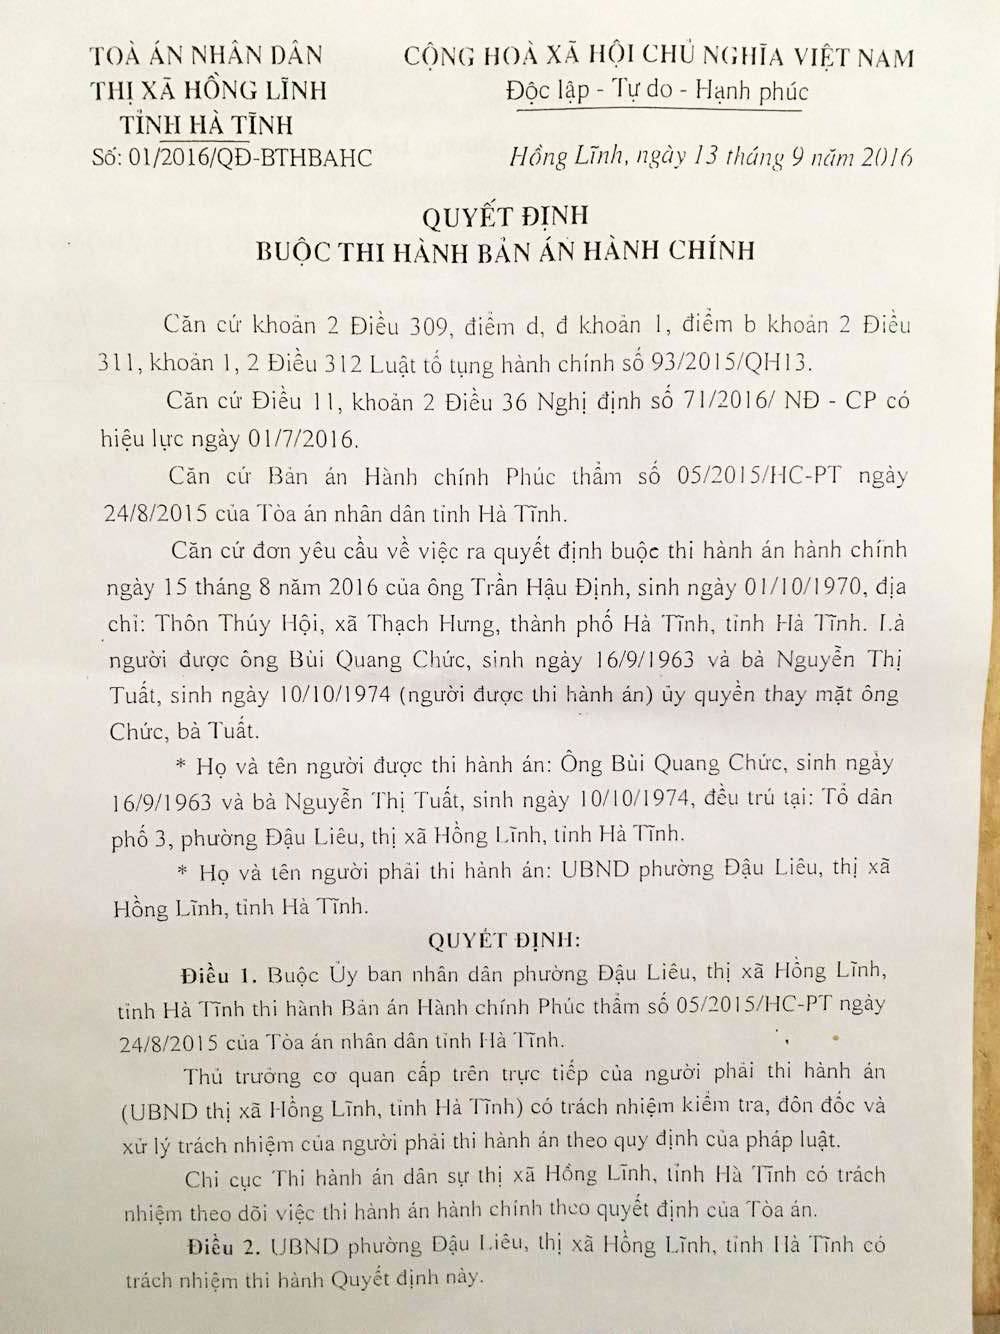 TOÀ ÁN NHÂN DÂN
THỊ XÃ HỒNG LĨNH
TỈNH HÀ TĨNH
Số: 01/2016/QĐ-BTHBAHC
CỘNG HOÀ XÃ HỘI CHỦ NGHĨA VIỆT NAM
Độc lập - Tự do - Hạnh phúc
Hồng Lĩnh, ngày 13 tháng 9 năm 2016
QUYẾT ĐỊNH
BUỘC THI HÀNH BẢN ÁN HÀNH CHÍNH
Căn cứ khoản 2 Điều 309, điểm d, đ khoản 1, điểm b khoản 2 Điều
311, khoản 1, 2 Điều 312 Luật tố tụng hành chính số 93/2015/QH13.
Căn cứ Điều 11, khoản 2 Điều 36 Nghị định số 71/2016/ NĐ - CP có
hiệu lực ngày 01/7/2016.
Căn cứ Bản án Hành chính Phúc thẩm số 05/2015/HC-PT ngày
24/8/2015 của Tòa án nhân dân tỉnh Hà Tĩnh.
Căn cứ đơn yêu cầu về việc ra quyết định buộc thi hành án hành chính
ngày 15 tháng 8 năm 2016 của ông Trần Hậu Định, sinh ngày 01/10/1970, địa
chỉ: Thôn Thúy Hội, xã Thạch Hưng, thành phố Hà Tĩnh, tỉnh Hà Tĩnh. Là
người được ông Bùi Quang Chức, sinh ngày 16/9/1963 và bà Nguyễn Thị
Tuất, sinh ngày 10/10/1974 (người được thi hành án) ủy quyền thay mặt ông
Chức, bà Tuất.
* Họ và tên người được thi hành án: Ông Bùi Quang Chức, sinh ngày
16/9/1963 và bà Nguyễn Thị Tuất, sinh ngày 10/10/1974, đều trú tại: Tổ dân
phố 3, phường Đậu Liêu, thị xã Hồng Lĩnh, tỉnh Hà Tĩnh.
* Họ và tên người phải thi hành án: UBND phường Đậu Liêu, thị xã
Hồng Lĩnh, tỉnh Hà Tĩnh.
QUYẾT ĐỊNH:
Điều 1. Buộc Ủy ban nhân dân phường Đậu Liêu, thị xã Hồng Lĩnh,
tỉnh Hà Tĩnh thi hành Bản án Hành chính Phúc thẩm số 05/2015/HC-PT ngày
24/8/2015 của Tòa án nhân dân tỉnh Hà Tĩnh.
Thủ trưởng cơ quan cấp trên trực tiếp của người phải thi hành án
(UBND thị xã Hồng Lĩnh, tỉnh Hà Tĩnh) có trách nhiệm kiểm tra, đôn đốc và
xử lý trách nhiệm của người phải thi hành án theo quy định của pháp luật.
Chi cục Thi hành án dân sự thị xã Hồng Lĩnh, tỉnh Hà Tĩnh có trách
nhiệm theo dõi việc thi hành án hành chính theo quyết định của Tòa án.
Điều 2. UBND phường Đậu Liêu, thị xã Hồng Lĩnh, tỉnh Hà Tĩnh có
trách nhiệm thi hành Quyết định này.